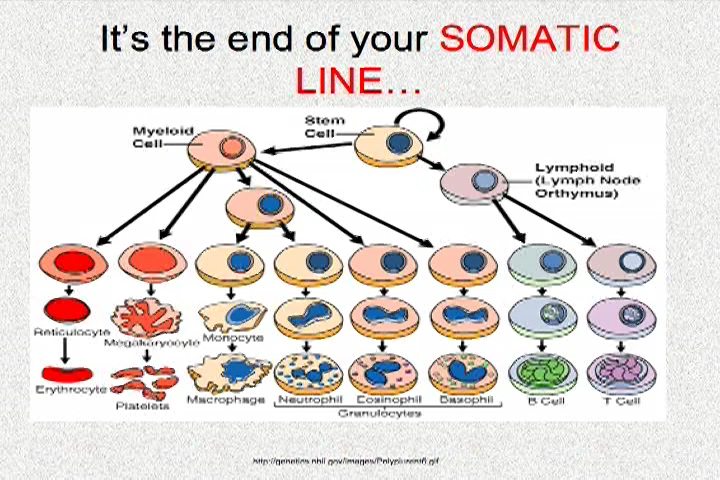 It's the end of your SOMATIC
LINE...
Stem
Cell
Myeloid
Cell
Lymphoid
(Lymph Node
Orthymus)
Reticulocyte
Megakaryocyte
Monocyte
Erythrocyte
Platelets
Macrophage
Neutrophil
Eosinophil
Basophil
B Cell
T Cell
Granulocytes